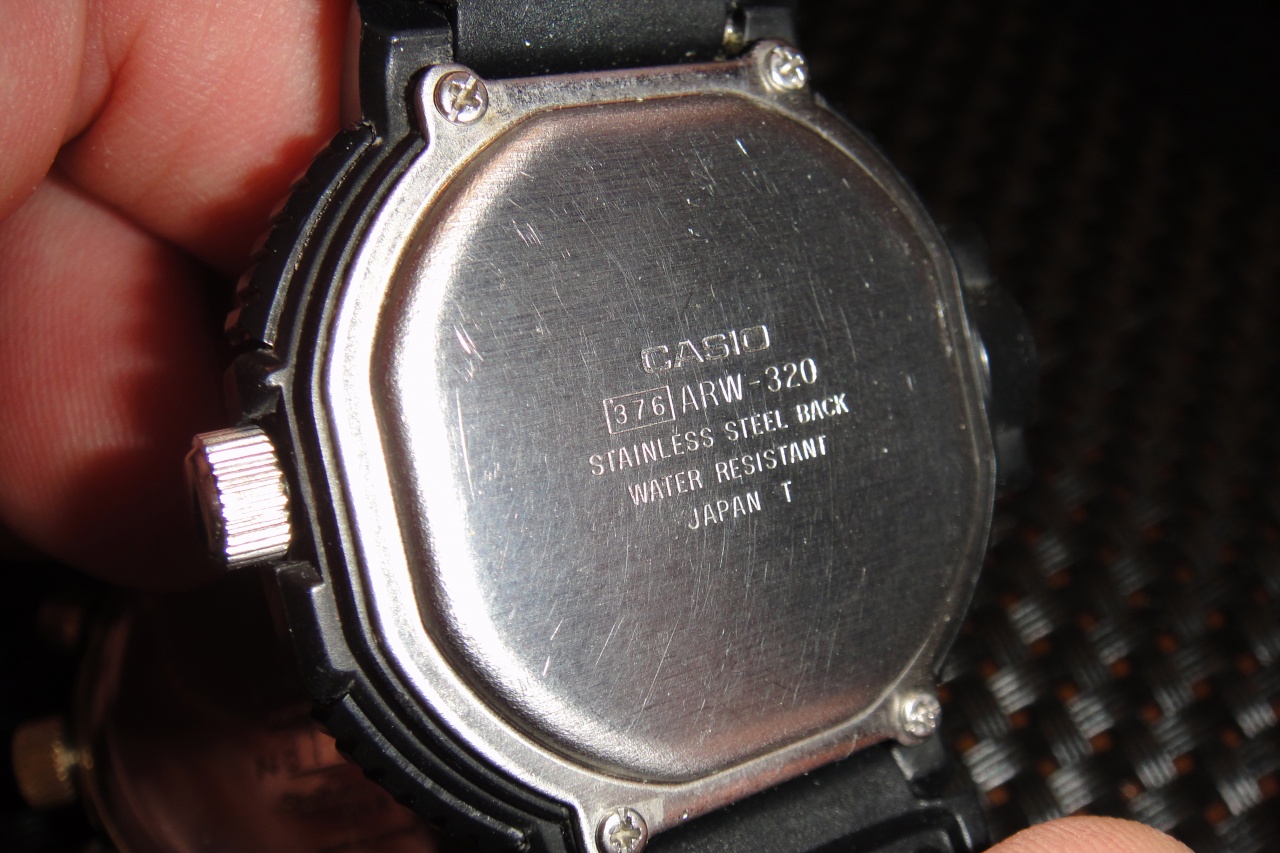 CASIO
376 ARW-320
STAINLESS STEEL BACK
WATER RESISTANT
JAPAN T